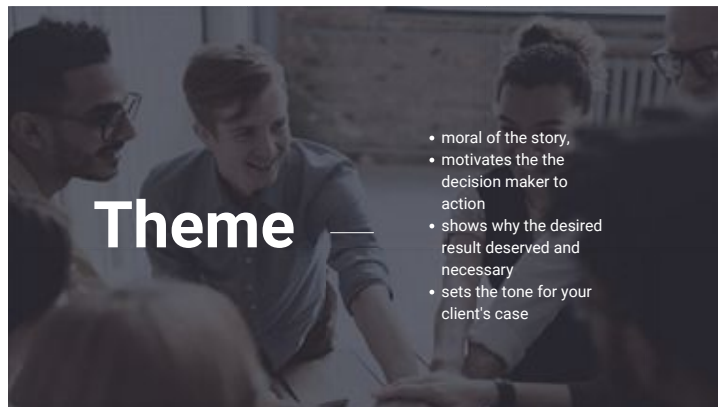 Theme
• moral of the story,
• motivates the the
decision maker to
action
• shows why the desired
result deserved and
necessary
• sets the tone for your
client's case